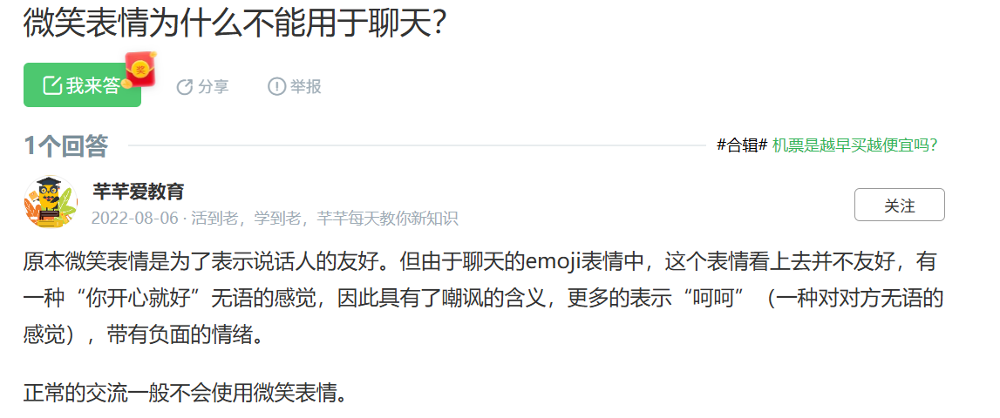 微笑表情为什么不能用于聊天？
我来答
奖
分享
举报
1个回答
#合辑# 机票是越早买越便宜吗？
芊芊爱教育
2022-08-06 · 活到老，学到老，芊芊每天教你新知识
关注
原本微笑表情是为了表示说话人的友好。但由于聊天的emoji表情中，这个表情看上去并不友好，有
一种“你开心就好”无语的感觉，因此具有了嘲讽的含义，更多的表示“呵呵”（一种对对方无语的
感觉），带有负面的情绪。
正常的交流一般不会使用微笑表情。